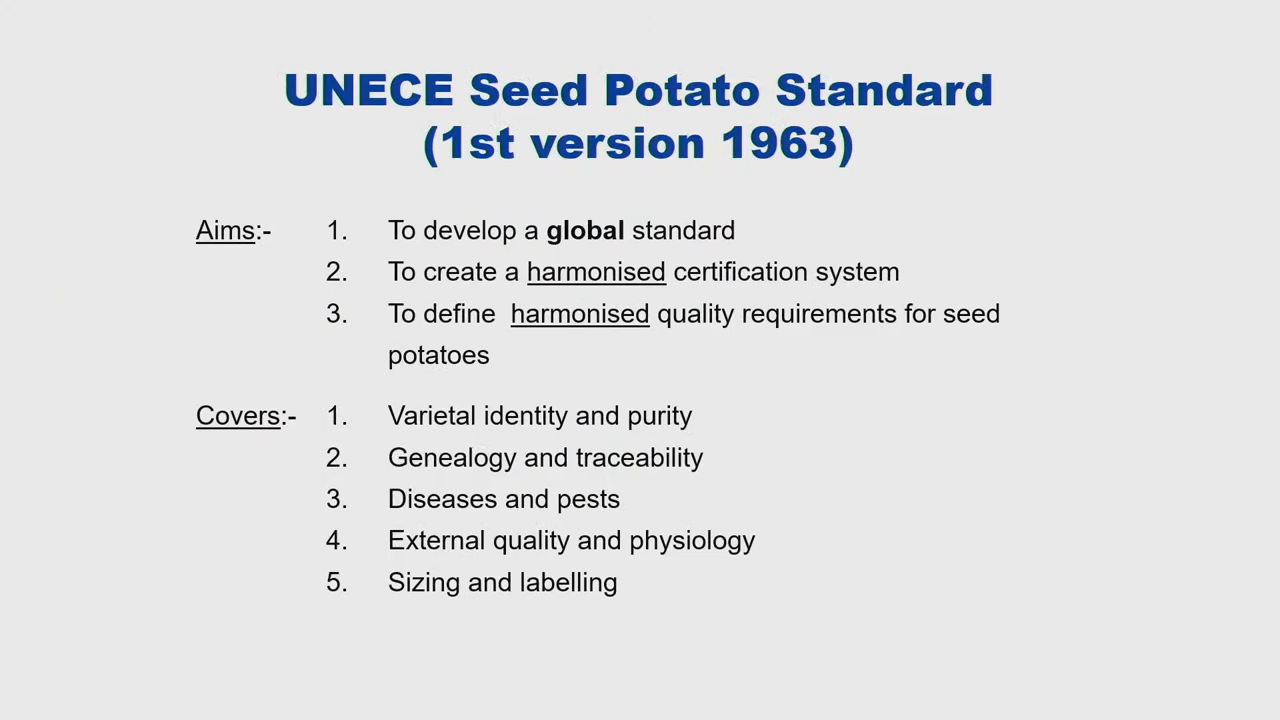 UNECE Seed Potato Standard
(1st version 1963)
Aims:- 1. To develop a global standard
2. To create a harmonised certification system
3. To define harmonised quality requirements for seed
potatoes
Covers:- 1. Varietal identity and purity
2. Genealogy and traceability
3. Diseases and pests
4. External quality and physiology
5. Sizing and labelling